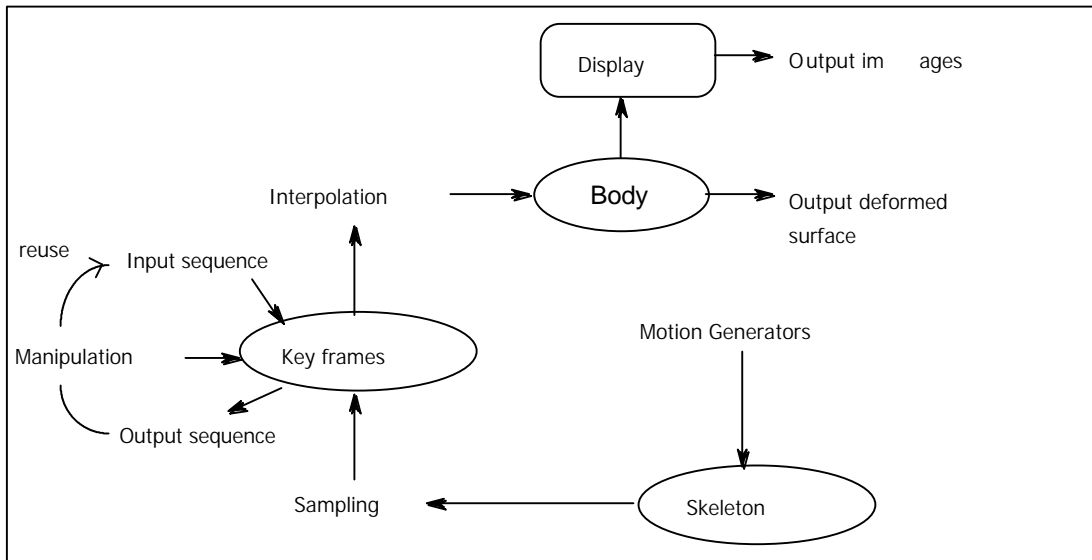 Display
Output im ages
Interpolation
Body
Output deformed
surface
reuse
Input sequence
Motion Generators
Manipulation
Key frames
Output sequence
Sampling
Skeleton